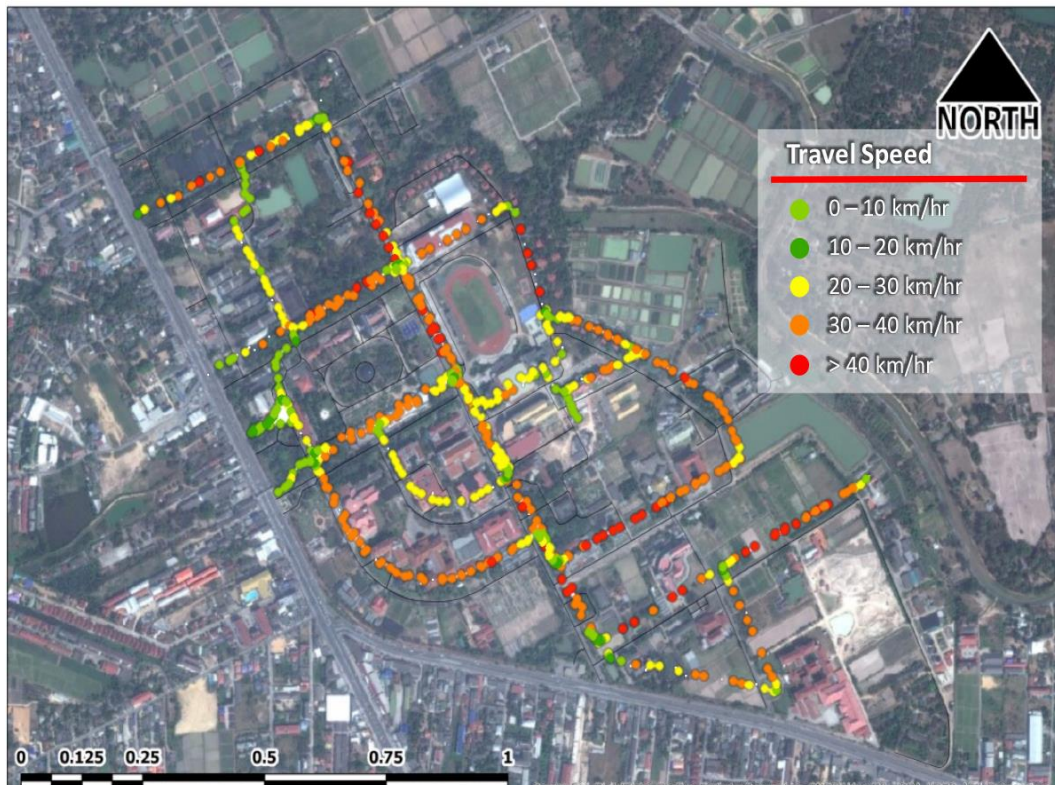 NORTH
Travel Speed
0 – 10 km/hr
10 – 20 km/hr
20 – 30 km/hr
30 – 40 km/hr
> 40 km/hr
0 0.125 0.25 0.5 0.75 1